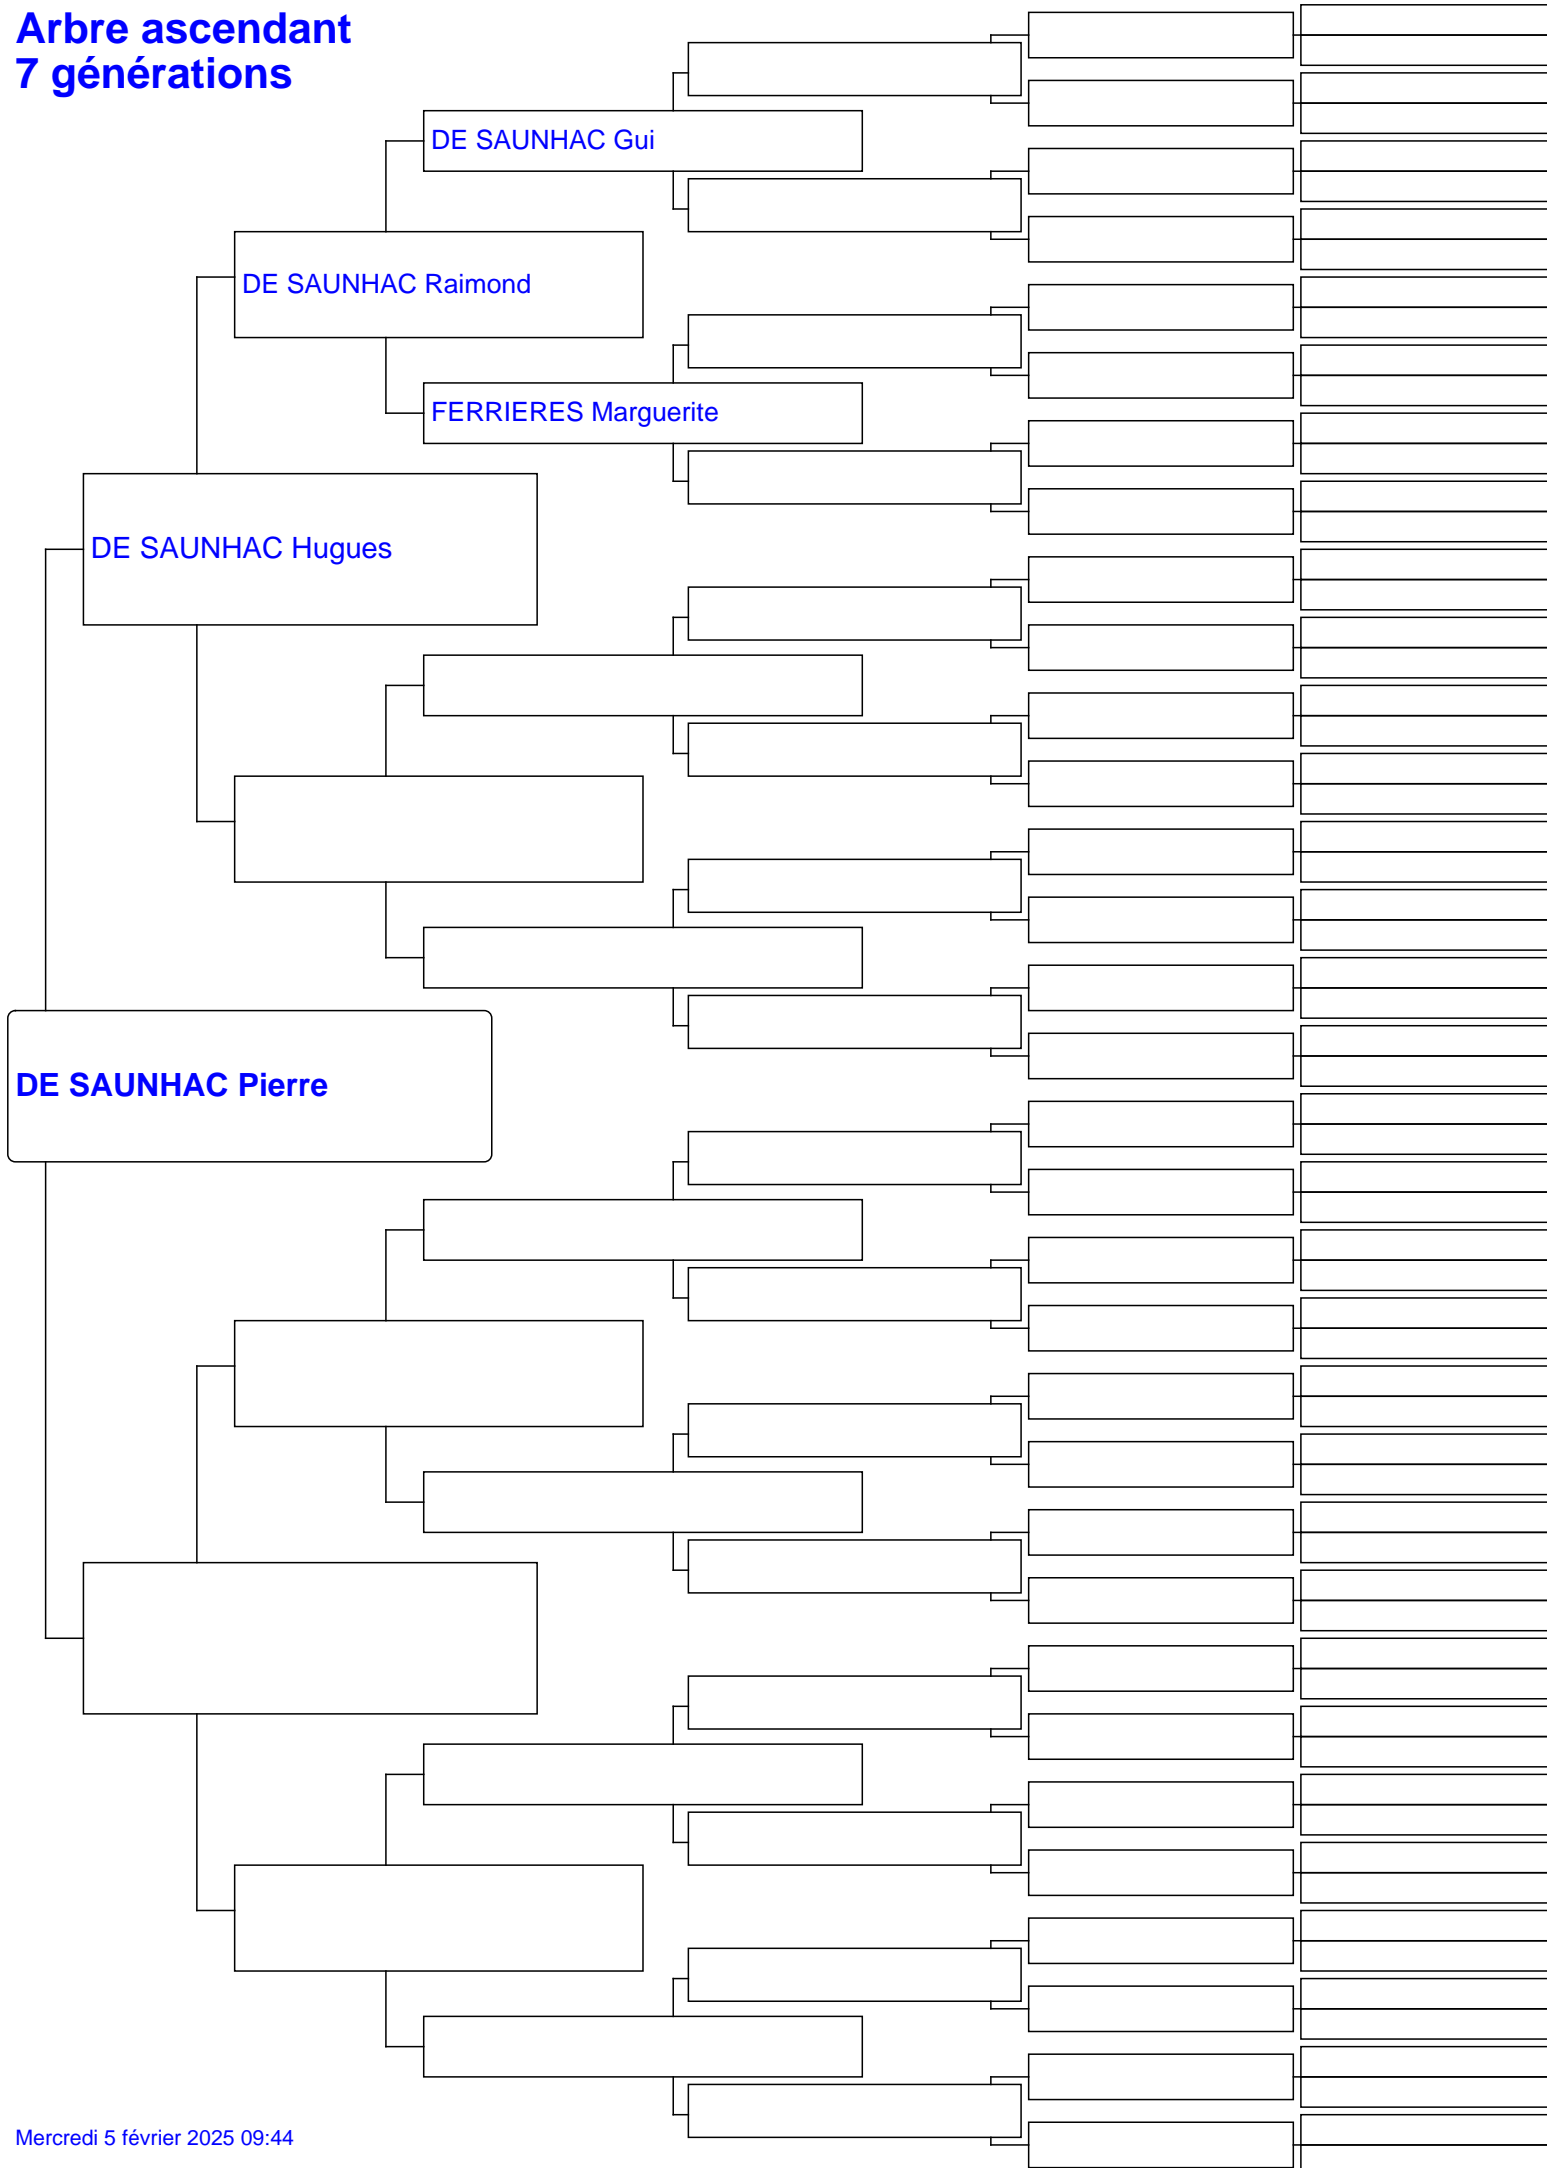 Arbre ascendant
7 générations
DE SAUNHAC Gui
DE SAUNHAC Raimond
FERRIERES Marguerite
DE SAUNHAC Hugues
DE SAUNHAC Pierre
Mercredi 5 février 2025 09:44